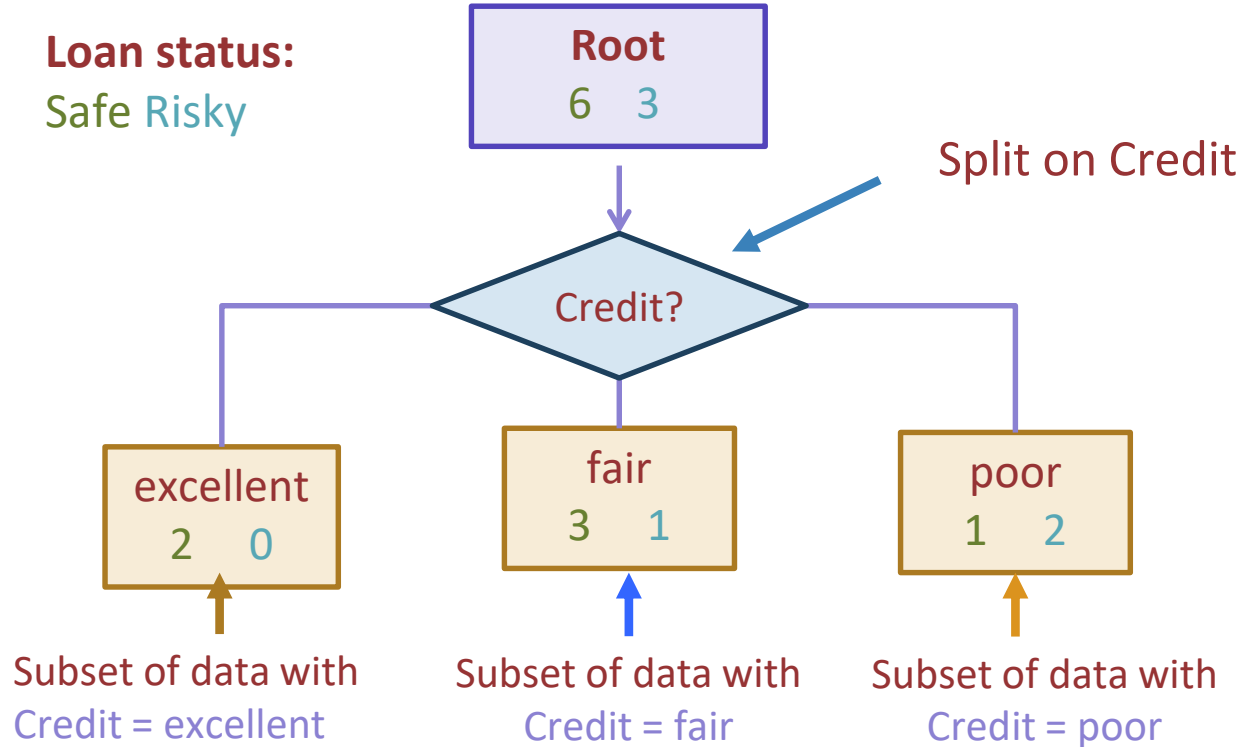 Loan status:
Safe Risky
Root
6 3
Split on Credit
Credit?
excellent
2 0
fair
3 1
poor
1 2
Subset of data with
Credit = excellent
Subset of data with
Credit = fair
Subset of data with
Credit = poor